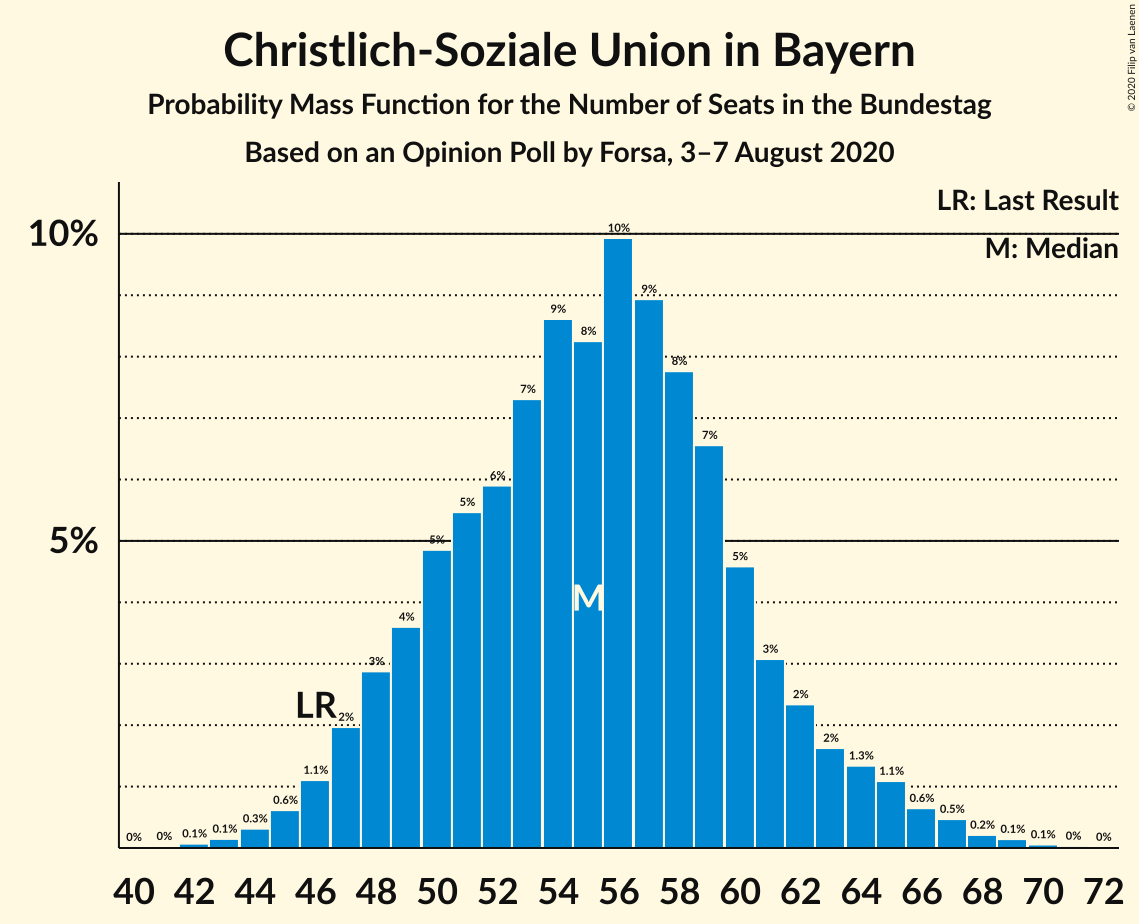 Christlich-Soziale Union in Bayern
Probability Mass Function for the Number of Seats in the Bundestag
Based on an Opinion Poll by Forsa, 3–7 August 2020
© 2020 Filip van Laenen
LR: Last Result
M: Median
10%
5%
0% 0% 0.1% 0.1% 0.3% 0.6% 1.1% 2% 3% 4% 5% 5% 6% 7% 9% 8% 10% 9% 8% 7% 5% 3% 2% 2% 1.3% 1.1% 0.6% 0.5% 0.2% 0.1% 0.1% 0% 0%
LR
M
40 42 44 46 48 50 52 54 56 58 60 62 64 66 68 70 72